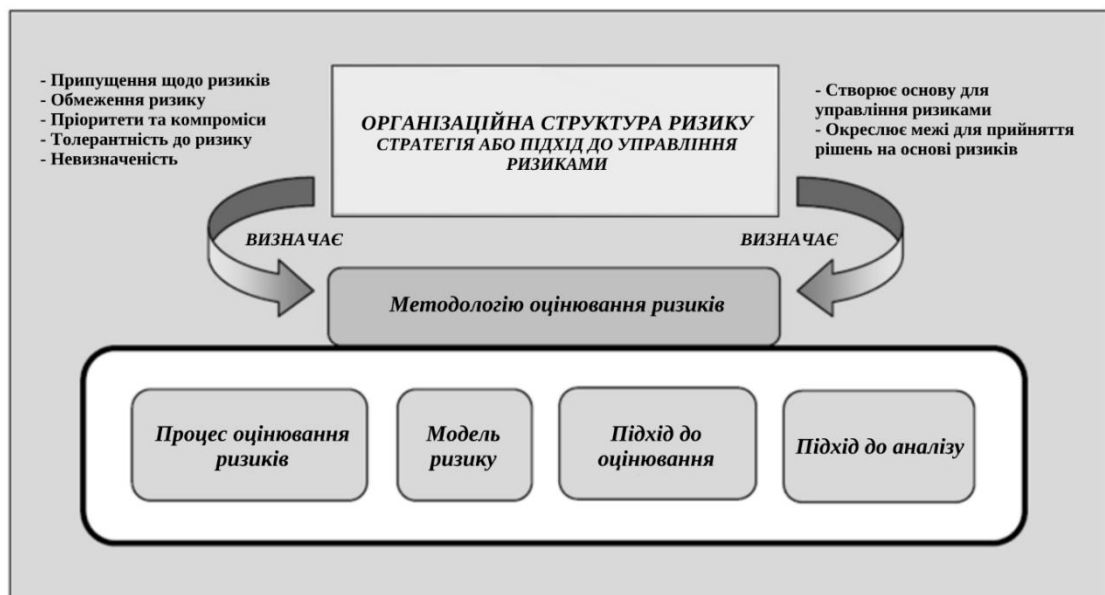 - Припущення щодо ризиків
- Обмеження ризику
- Пріоритети та компроміси
- Толерантність до ризику
- Невизначеність
ОРГАНІЗАЦІЙНА СТРУКТУРА РИЗИКУ
СТРАТЕГІЯ АБО ПІДХІД ДО УПРАВЛІННЯ
РИЗИКАМИ
- Створює основу для
управління ризиками
- Окреслює межі для прийняття
рішень на основі ризиків
ВИЗНАЧАЄ
ВИЗНАЧАЄ
Методологію оцінювання ризиків
Процес оцінювання
ризиків
Модель
ризику
Підхід до
оцінювання
Підхід до аналізу